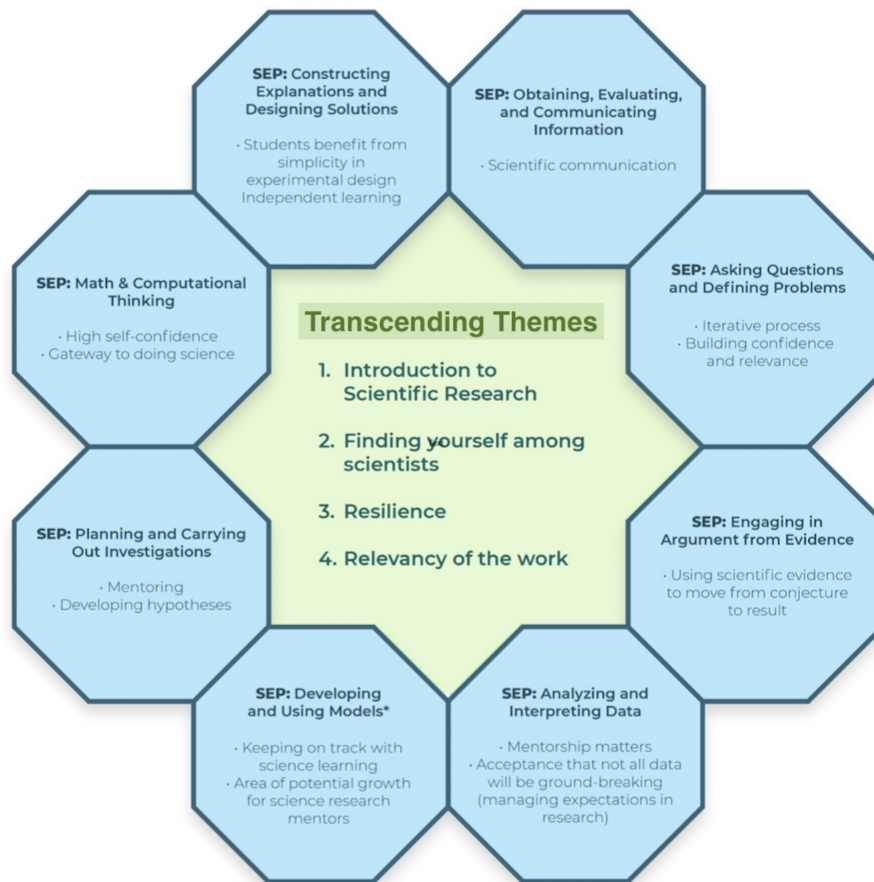 SEP: Constructing
Explanations and
Designing Solutions
· Students benefit from
simplicity in
experimental design
Independent learning
SEP: Obtaining, Evaluating,
and Communicating
Information
· Scientific communication
SEP: Math & Computational
Thinking
· High self-confidence
· Gateway to doing science
SEP: Asking Questions
and Defining Problems
· Iterative process
· Building confidence
and relevance
Transcending Themes
1. Introduction to
Scientific Research
2. Finding yourself among
scientists
3. Resilience
4. Relevancy of the work
SEP: Planning and Carrying
Out Investigations
· Mentoring
· Developing hypotheses
SEP: Engaging in
Argument from Evidence
· Using scientific evidence
to move from conjecture
to result
SEP: Developing
and Using Models*
· Keeping on track with
science learning
· Area of potential growth
for science research
mentors
SEP: Analyzing and
Interpreting Data
· Mentorship matters
· Acceptance that not all data
will be ground-breaking
(managing expectations in
research)